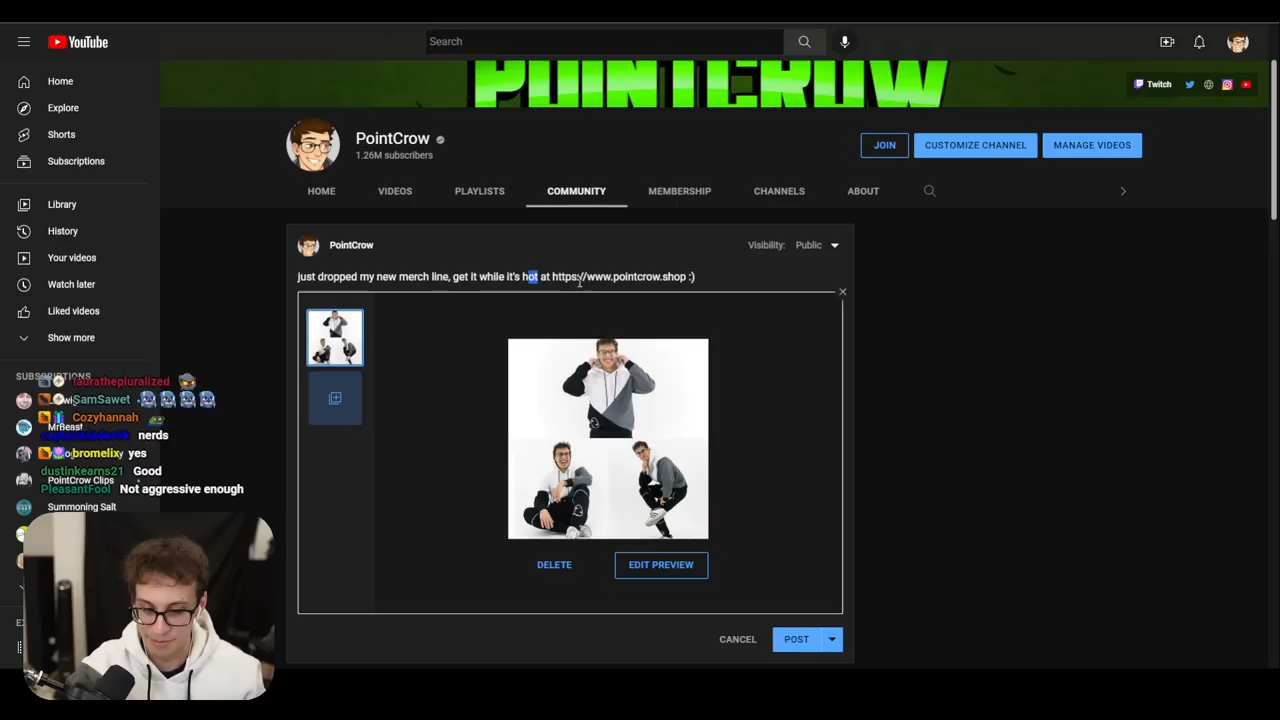 YouTube
Search
Home
Explore
Shorts
Subscriptions
Library
History
Your videos
Watch later
Liked videos
Show more
SUBSCRIPTIONS
POINTCROW
Twitch
PointCrow
1.26M subscribers
JOIN
CUSTOMIZE CHANNEL
MANAGE VIDEOS
HOME
VIDEOS
PLAYLISTS
COMMUNITY
MEMBERSHIP
CHANNELS
ABOUT
PointCrow
Visibility: Public
just dropped my new merch line, get it while it's hot at https://www.pointcrow.shop :)
DELETE
EDIT PREVIEW
CANCEL
POST
laurathepluralized
SamSawet
Cozyhannah
MrBeast
nerds
bromelix yes
dustinkearns21 Good
PointCrow Clips
PleasantFool Not aggressive enough
Summoning Salt